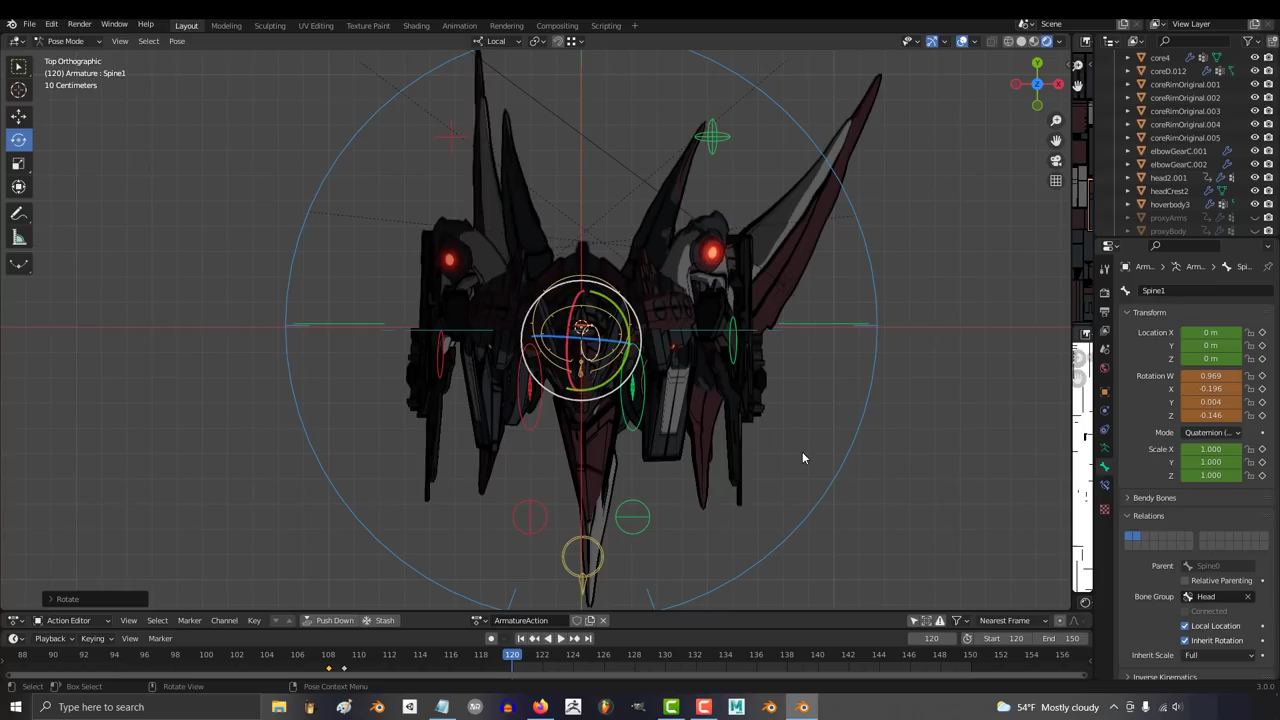 File Edit Render Window Help Layout Modeling Sculpting UV Editing Texture Paint Shading Animation Rendering Compositing Scripting + Scene View Layer
Pose Mode View Select Pose Local
Top Orthographic
(120) Armature : Spine1
10 Centimeters
Y
X
Z
core4
coreD.012
coreRimOriginal.001
coreRimOriginal.002
coreRimOriginal.003
coreRimOriginal.004
coreRimOriginal.005
elbowGearC.001
elbowGearC.002
head2.001
headCrest2
hoverbody3
proxyArms
proxyBody
Arm... Arm... Spi...
Spine1
Transform
Location X 0 m
Y 0 m
Z 0 m
Rotation W 0.969
X -0.196
Y 0.004
Z -0.146
Mode Quaternion (...
Scale X 1.000
Y 1.000
Z 1.000
Bendy Bones
Relations
Parent Spine0
Relative Parenting
Bone Group Head
Connected
Local Location
Inherit Rotation
Inherit Scale Full
Inverse Kinematics
Rotate
Action Editor View Select Marker Channel Key Push Down Stash ArmatureAction Nearest Frame
Playback Keying View Marker 120 Start 120 End 150
88 90 92 94 96 98 100 102 104 106 108 110 112 114 116 118 120 122 124 126 128 130 132 134 136 138 140 142 144 146 148 150 152 154 156
Select Box Select Rotate View Pose Context Menu 3.0.0
Type here to search 54°F Mostly cloudy